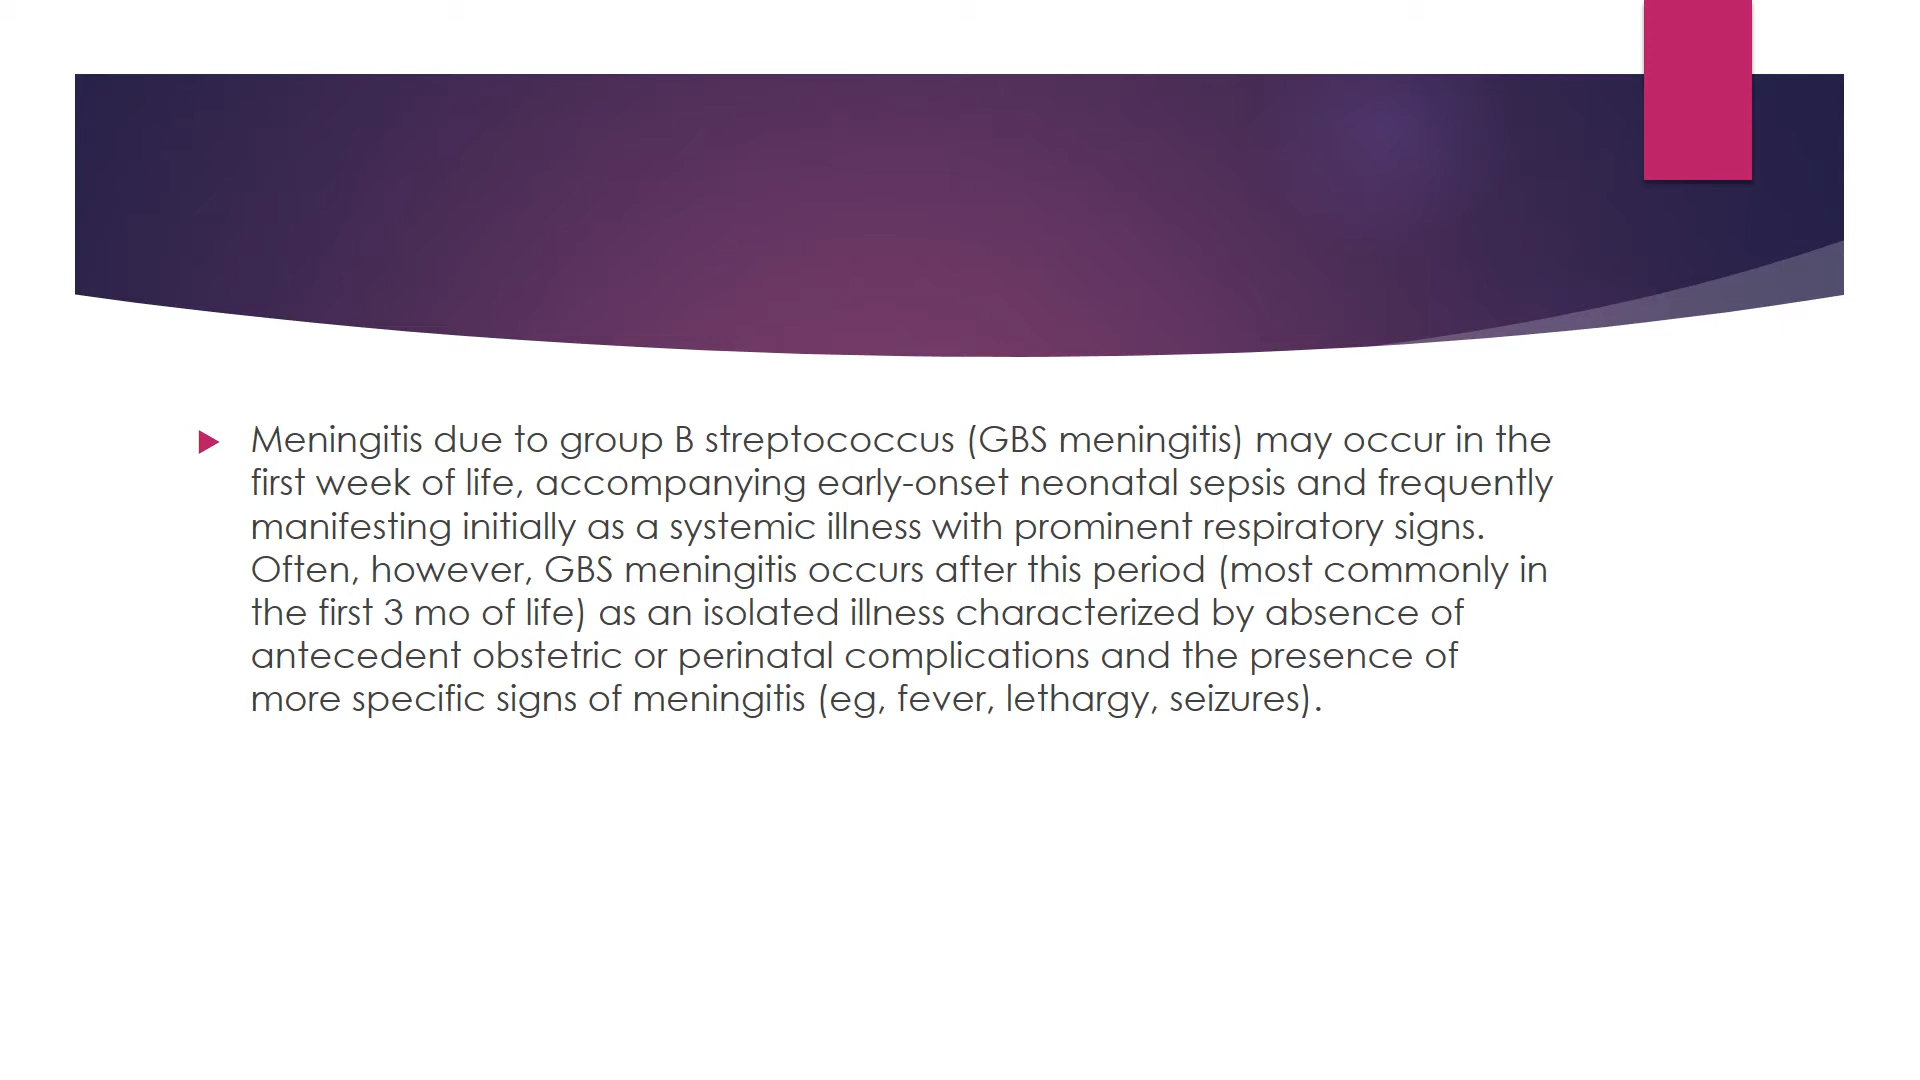 Meningitis due to group B streptococcus (GBS meningitis) may occur in the
first week of life, accompanying early-onset neonatal sepsis and frequently
manifesting initially as a systemic illness with prominent respiratory signs.
Often, however, GBS meningitis occurs after this period (most commonly in
the first 3 mo of life) as an isolated illness characterized by absence of
antecedent obstetric or perinatal complications and the presence of
more specific signs of meningitis (eg, fever, lethargy, seizures).